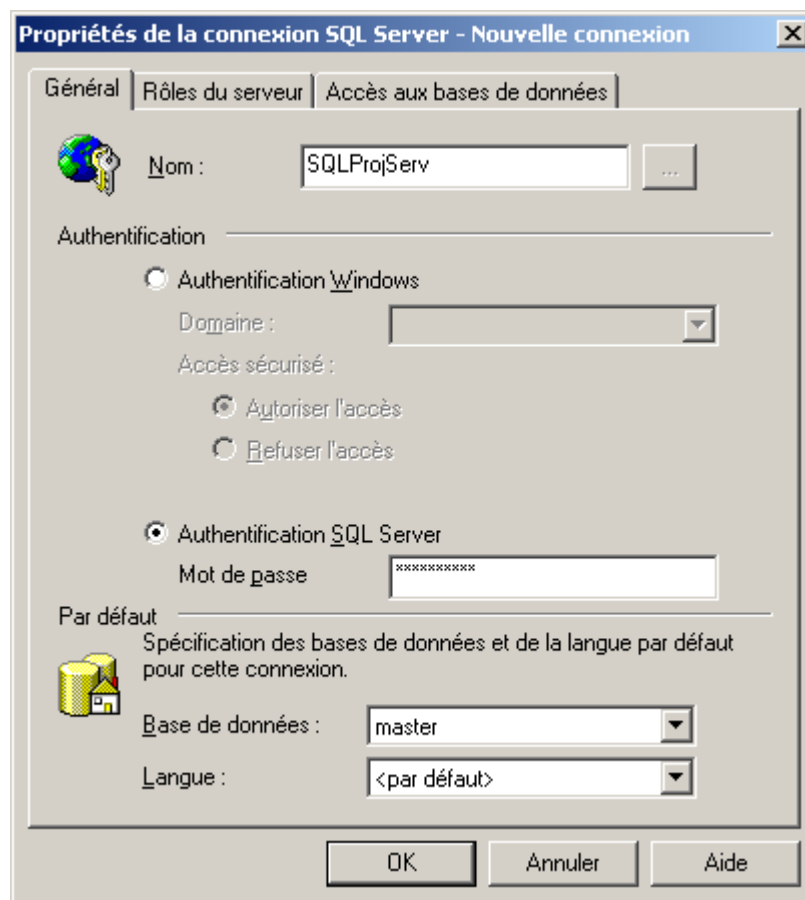 Propriétés de la connexion SQL Server - Nouvelle connexion
Général Rôles du serveur Accès aux bases de données
Nom : SQLProjServ ...
Authentification
Authentification Windows
Domaine :
Accès sécurisé :
Autoriser l'accès
Refuser l'accès
Authentification SQL Server
Mot de passe **********
Par défaut
Spécification des bases de données et de la langue par défaut
pour cette connexion.
Base de données : master
Langue : <par défaut>
OK Annuler Aide